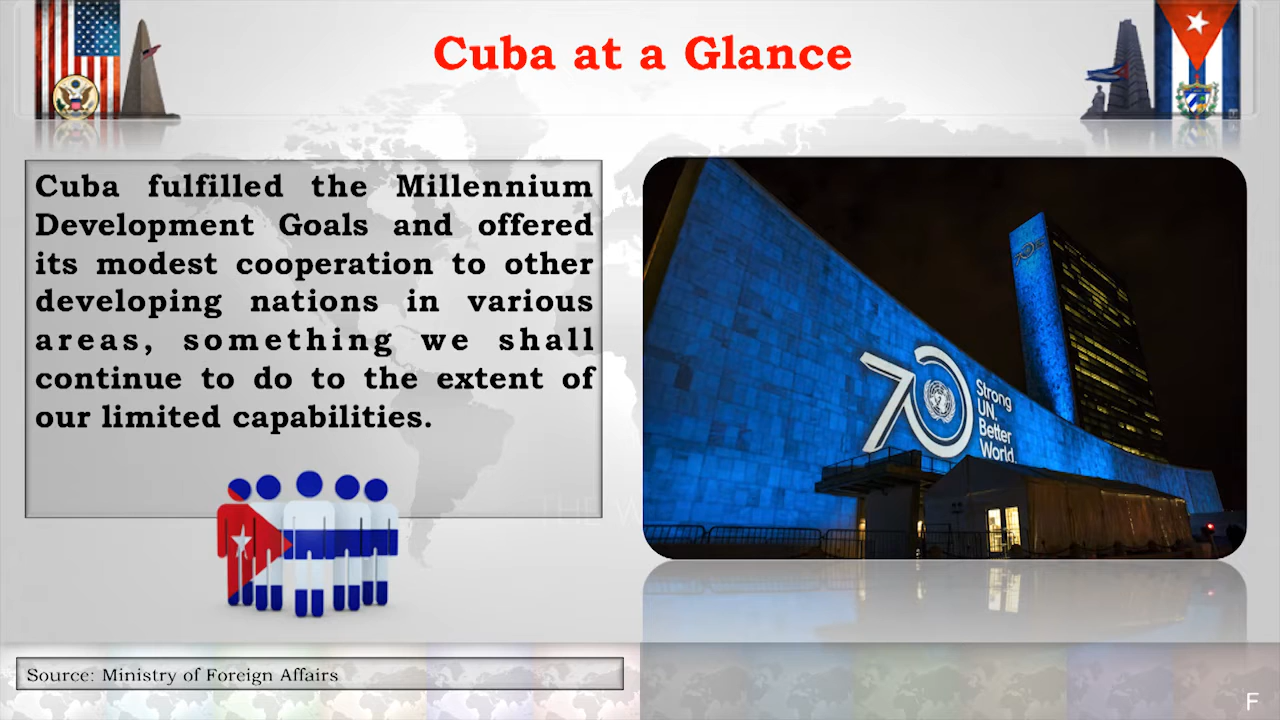 Cuba at a Glance
Cuba fulfilled the Millennium
Development Goals and offered
its modest cooperation to other
developing nations in various
areas, something we shall
continue to do to the extent of
our limited capabilities.
70
70
Strong
UN.
Better
World.
THE W
Source: Ministry of Foreign Affairs
F